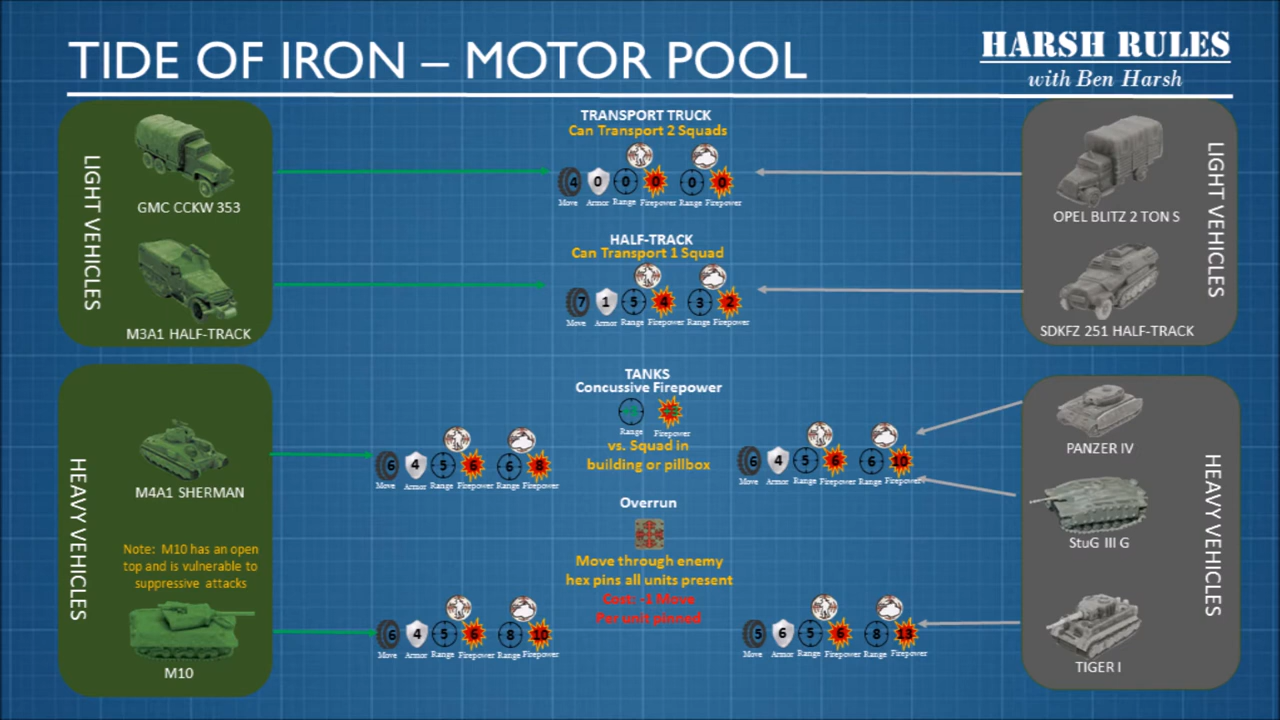 TIDE OF IRON – MOTOR POOL
HARSH RULES
with Ben Harsh
LIGHT VEHICLES
GMC CCKW 353
M3A1 HALF-TRACK
TRANSPORT TRUCK
Can Transport 2 Squads
4 0 0 0 0 0
Move Armor Range Firepower Range Firepower
HALF-TRACK
Can Transport 1 Squad
7 1 5 4 3 2
Move Armor Range Firepower Range Firepower
LIGHT VEHICLES
OPEL BLITZ 2 TON S
SDKFZ 251 HALF-TRACK
HEAVY VEHICLES
M4A1 SHERMAN
Note: M10 has an open
top and is vulnerable to
suppressive attacks
M10
6 4 5 6 6 8
Move Armor Range Firepower Range Firepower
6 4 5 6 8 10
Move Armor Range Firepower Range Firepower
TANKS
Concussive Firepower
Range Firepower
vs. Squad in
building or pillbox
Overrun
Move through enemy
hex pins all units present
Cost: -1 Move
Per unit pinned
6 4 5 6 6 10
Move Armor Range Firepower Range Firepower
5 6 5 6 8 13
Move Armor Range Firepower Range Firepower
HEAVY VEHICLES
PANZER IV
StuG III G
TIGER I